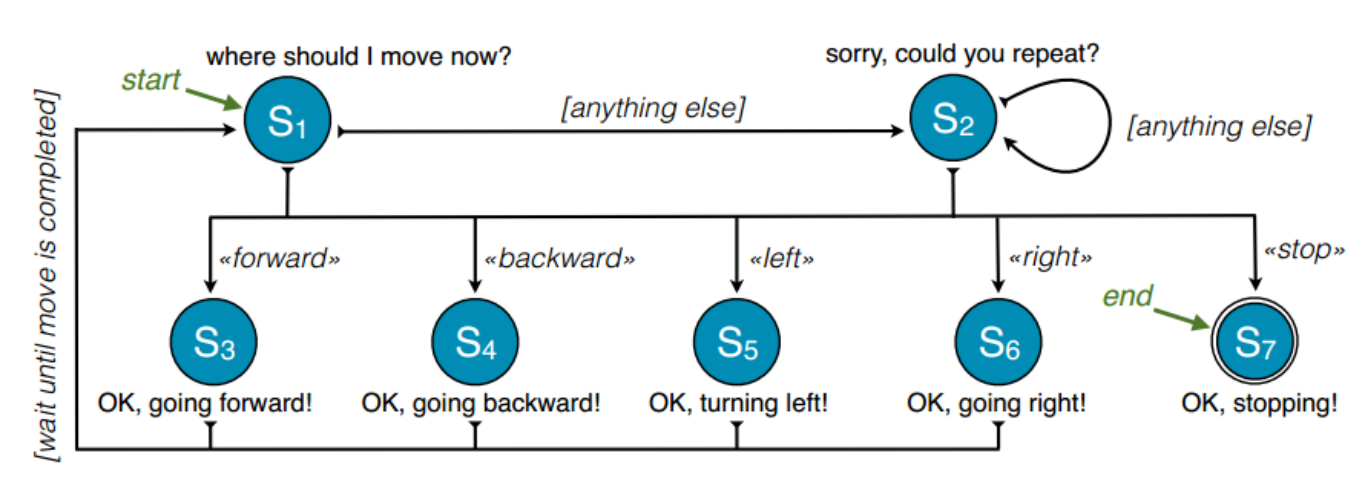 where should I move now?
sorry, could you repeat?
start
S1
[anything else]
S2
[anything else]
[wait until move is completed]
«forward»
«backward»
«left»
«right»
«stop»
end
S3
S4
S5
S6
S7
OK, going forward!
OK, going backward!
OK, turning left!
OK, going right!
OK, stopping!